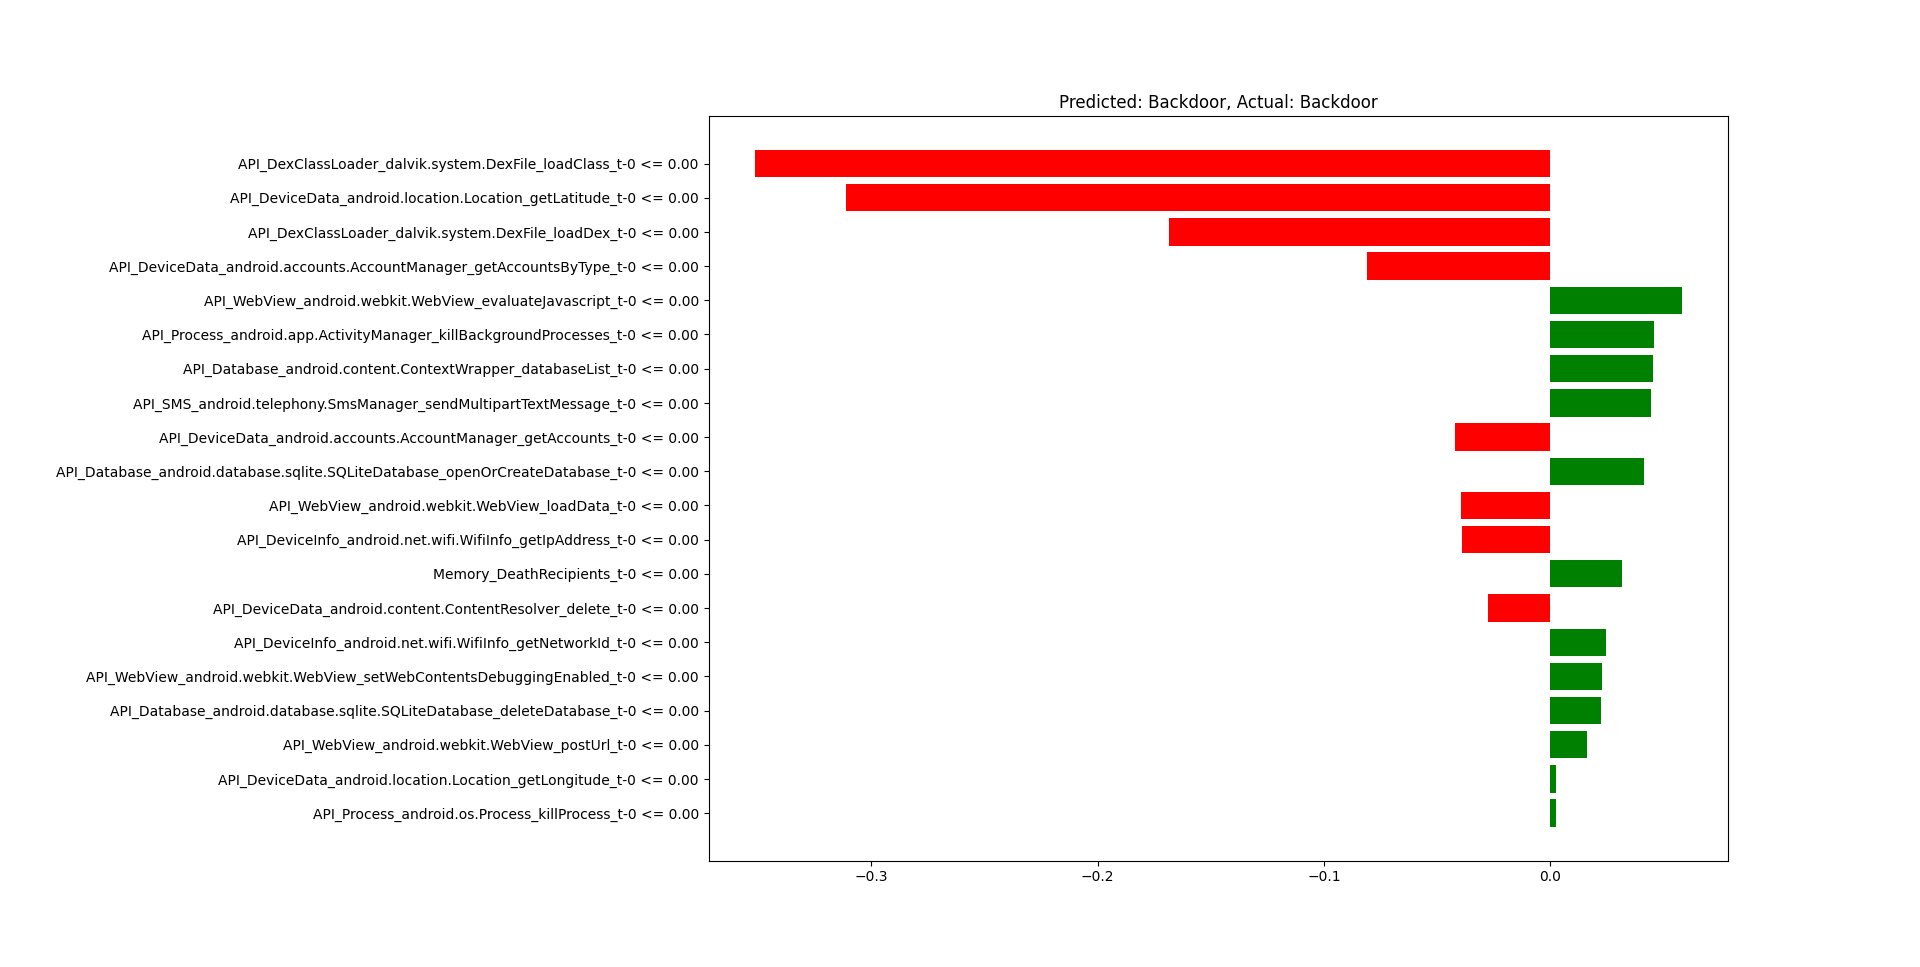 Predicted: Backdoor, Actual: Backdoor
API_DexClassLoader_dalvik.system.DexFile_loadClass_t-0 <= 0.00
API_DeviceData_android.location.Location_getLatitude_t-0 <= 0.00
API_DexClassLoader_dalvik.system.DexFile_loadDex_t-0 <= 0.00
API_DeviceData_android.accounts.AccountManager_getAccountsByType_t-0 <= 0.00
API_WebView_android.webkit.WebView_evaluateJavascript_t-0 <= 0.00
API_Process_android.app.ActivityManager_killBackgroundProcesses_t-0 <= 0.00
API_Database_android.content.ContextWrapper_databaseList_t-0 <= 0.00
API_SMS_android.telephony.SmsManager_sendMultipartTextMessage_t-0 <= 0.00
API_DeviceData_android.accounts.AccountManager_getAccounts_t-0 <= 0.00
API_Database_android.database.sqlite.SQLiteDatabase_openOrCreateDatabase_t-0 <= 0.00
API_WebView_android.webkit.WebView_loadData_t-0 <= 0.00
API_DeviceInfo_android.net.wifi.WifiInfo_getIpAddress_t-0 <= 0.00
Memory_DeathRecipients_t-0 <= 0.00
API_DeviceData_android.content.ContentResolver_delete_t-0 <= 0.00
API_DeviceInfo_android.net.wifi.WifiInfo_getNetworkId_t-0 <= 0.00
API_WebView_android.webkit.WebView_setWebContentsDebuggingEnabled_t-0 <= 0.00
API_Database_android.database.sqlite.SQLiteDatabase_deleteDatabase_t-0 <= 0.00
API_WebView_android.webkit.WebView_postUrl_t-0 <= 0.00
API_DeviceData_android.location.Location_getLongitude_t-0 <= 0.00
API_Process_android.os.Process_killProcess_t-0 <= 0.00
−0.3 −0.2 −0.1 0.0